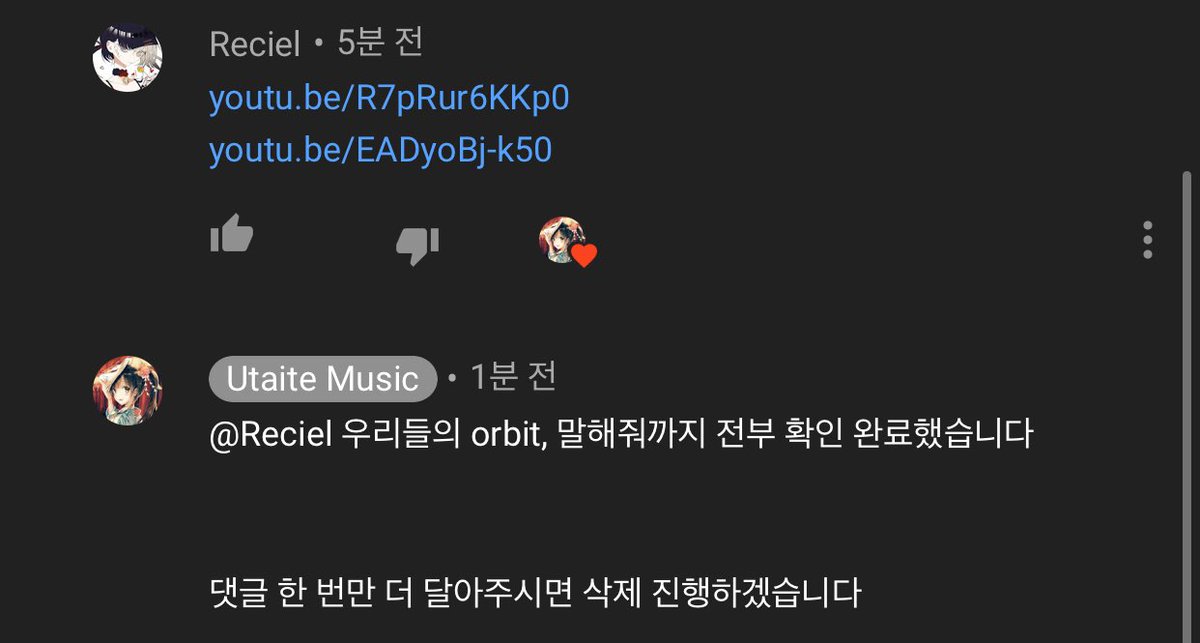 Reciel • 5분 전
youtu.be/R7pRur6KKp0
youtu.be/EADyoBj-k50
Utaite Music • 1분 전
@Reciel 우리들의 orbit, 말해줘까지 전부 확인 완료했습니다
댓글 한 번만 더 달아주시면 삭제 진행하겠습니다